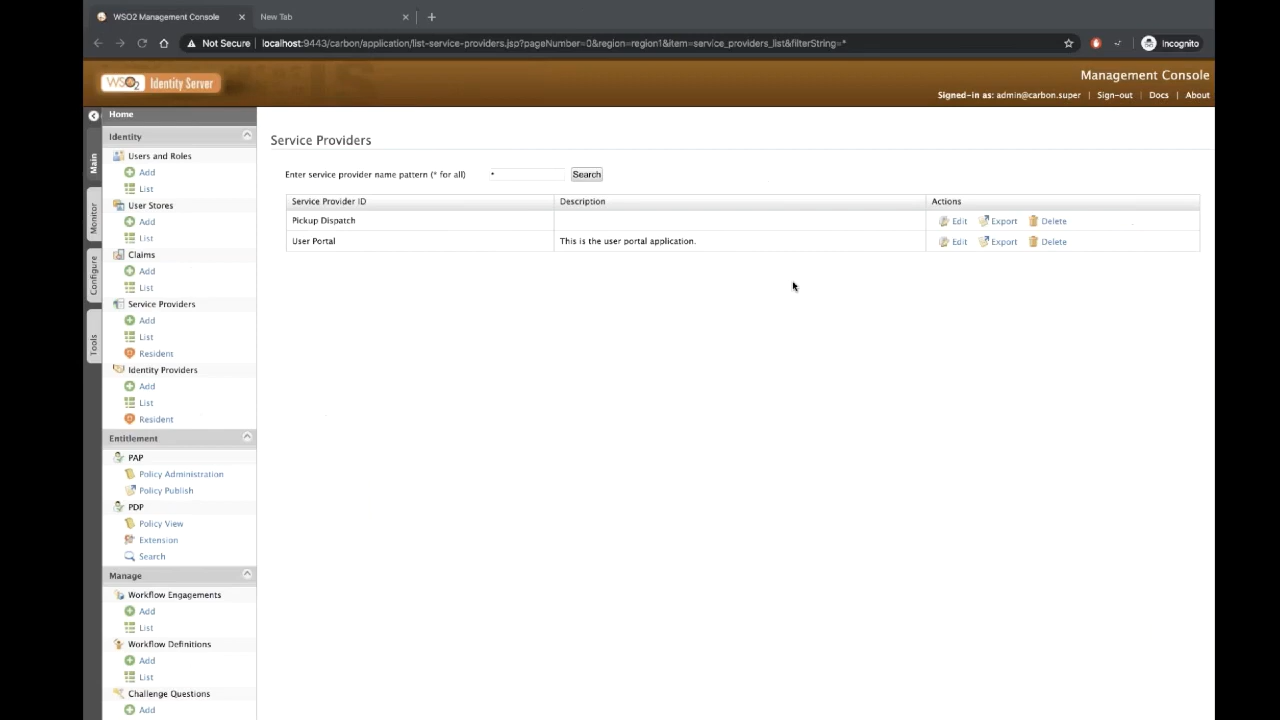 WSO2 Management Console
New Tab
Not Secure localhost:9443/carbon/application/list-service-providers.jsp?pageNumber=0&region=region1&item=service_providers_list&filterString=*
Incognito
WSO2 Identity Server
Management Console
Signed-in as: admin@carbon.super | Sign-out | Docs | About
Main
Monitor
Configure
Tools
Home
Identity
Users and Roles
Add
List
User Stores
Add
List
Claims
Add
List
Service Providers
Add
List
Resident
Identity Providers
Add
List
Resident
Entitlement
PAP
Policy Administration
Policy Publish
PDP
Policy View
Extension
Search
Manage
Workflow Engagements
Add
List
Workflow Definitions
Add
List
Challenge Questions
Add
Service Providers
Enter service provider name pattern (* for all) * Search
Service Provider ID Description Actions
Pickup Dispatch Edit Export Delete
User Portal This is the user portal application. Edit Export Delete